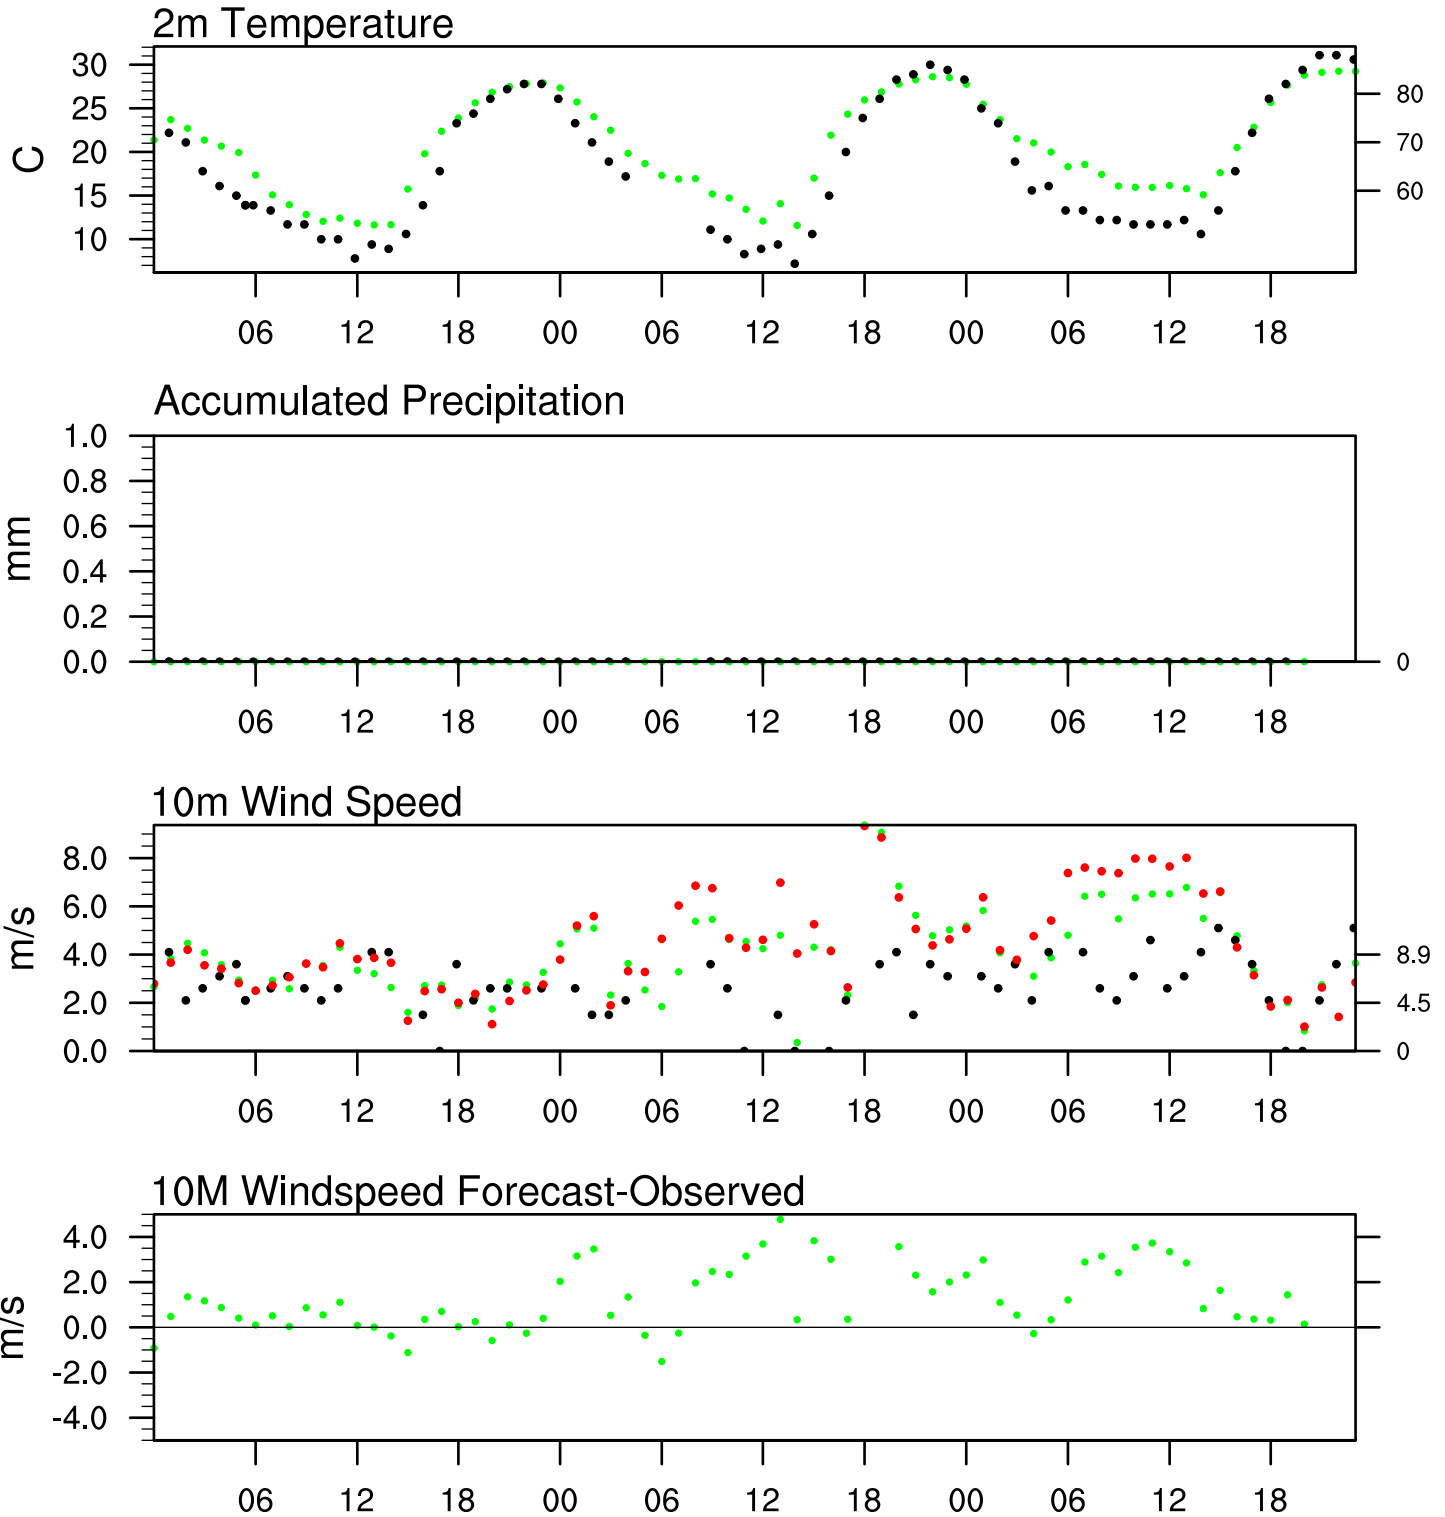 2m Temperature
30
25
20
15
10
C
80
70
60
06 12 18 00 06 12 18 00 06 12 18
Accumulated Precipitation
1.0
0.8
0.6
0.4
0.2
0.0
mm
0
06 12 18 00 06 12 18 00 06 12 18
10m Wind Speed
8.0
6.0
4.0
2.0
0.0
m/s
8.9
4.5
0
06 12 18 00 06 12 18 00 06 12 18
10M Windspeed Forecast-Observed
4.0
2.0
0.0
-2.0
-4.0
m/s
06 12 18 00 06 12 18 00 06 12 18